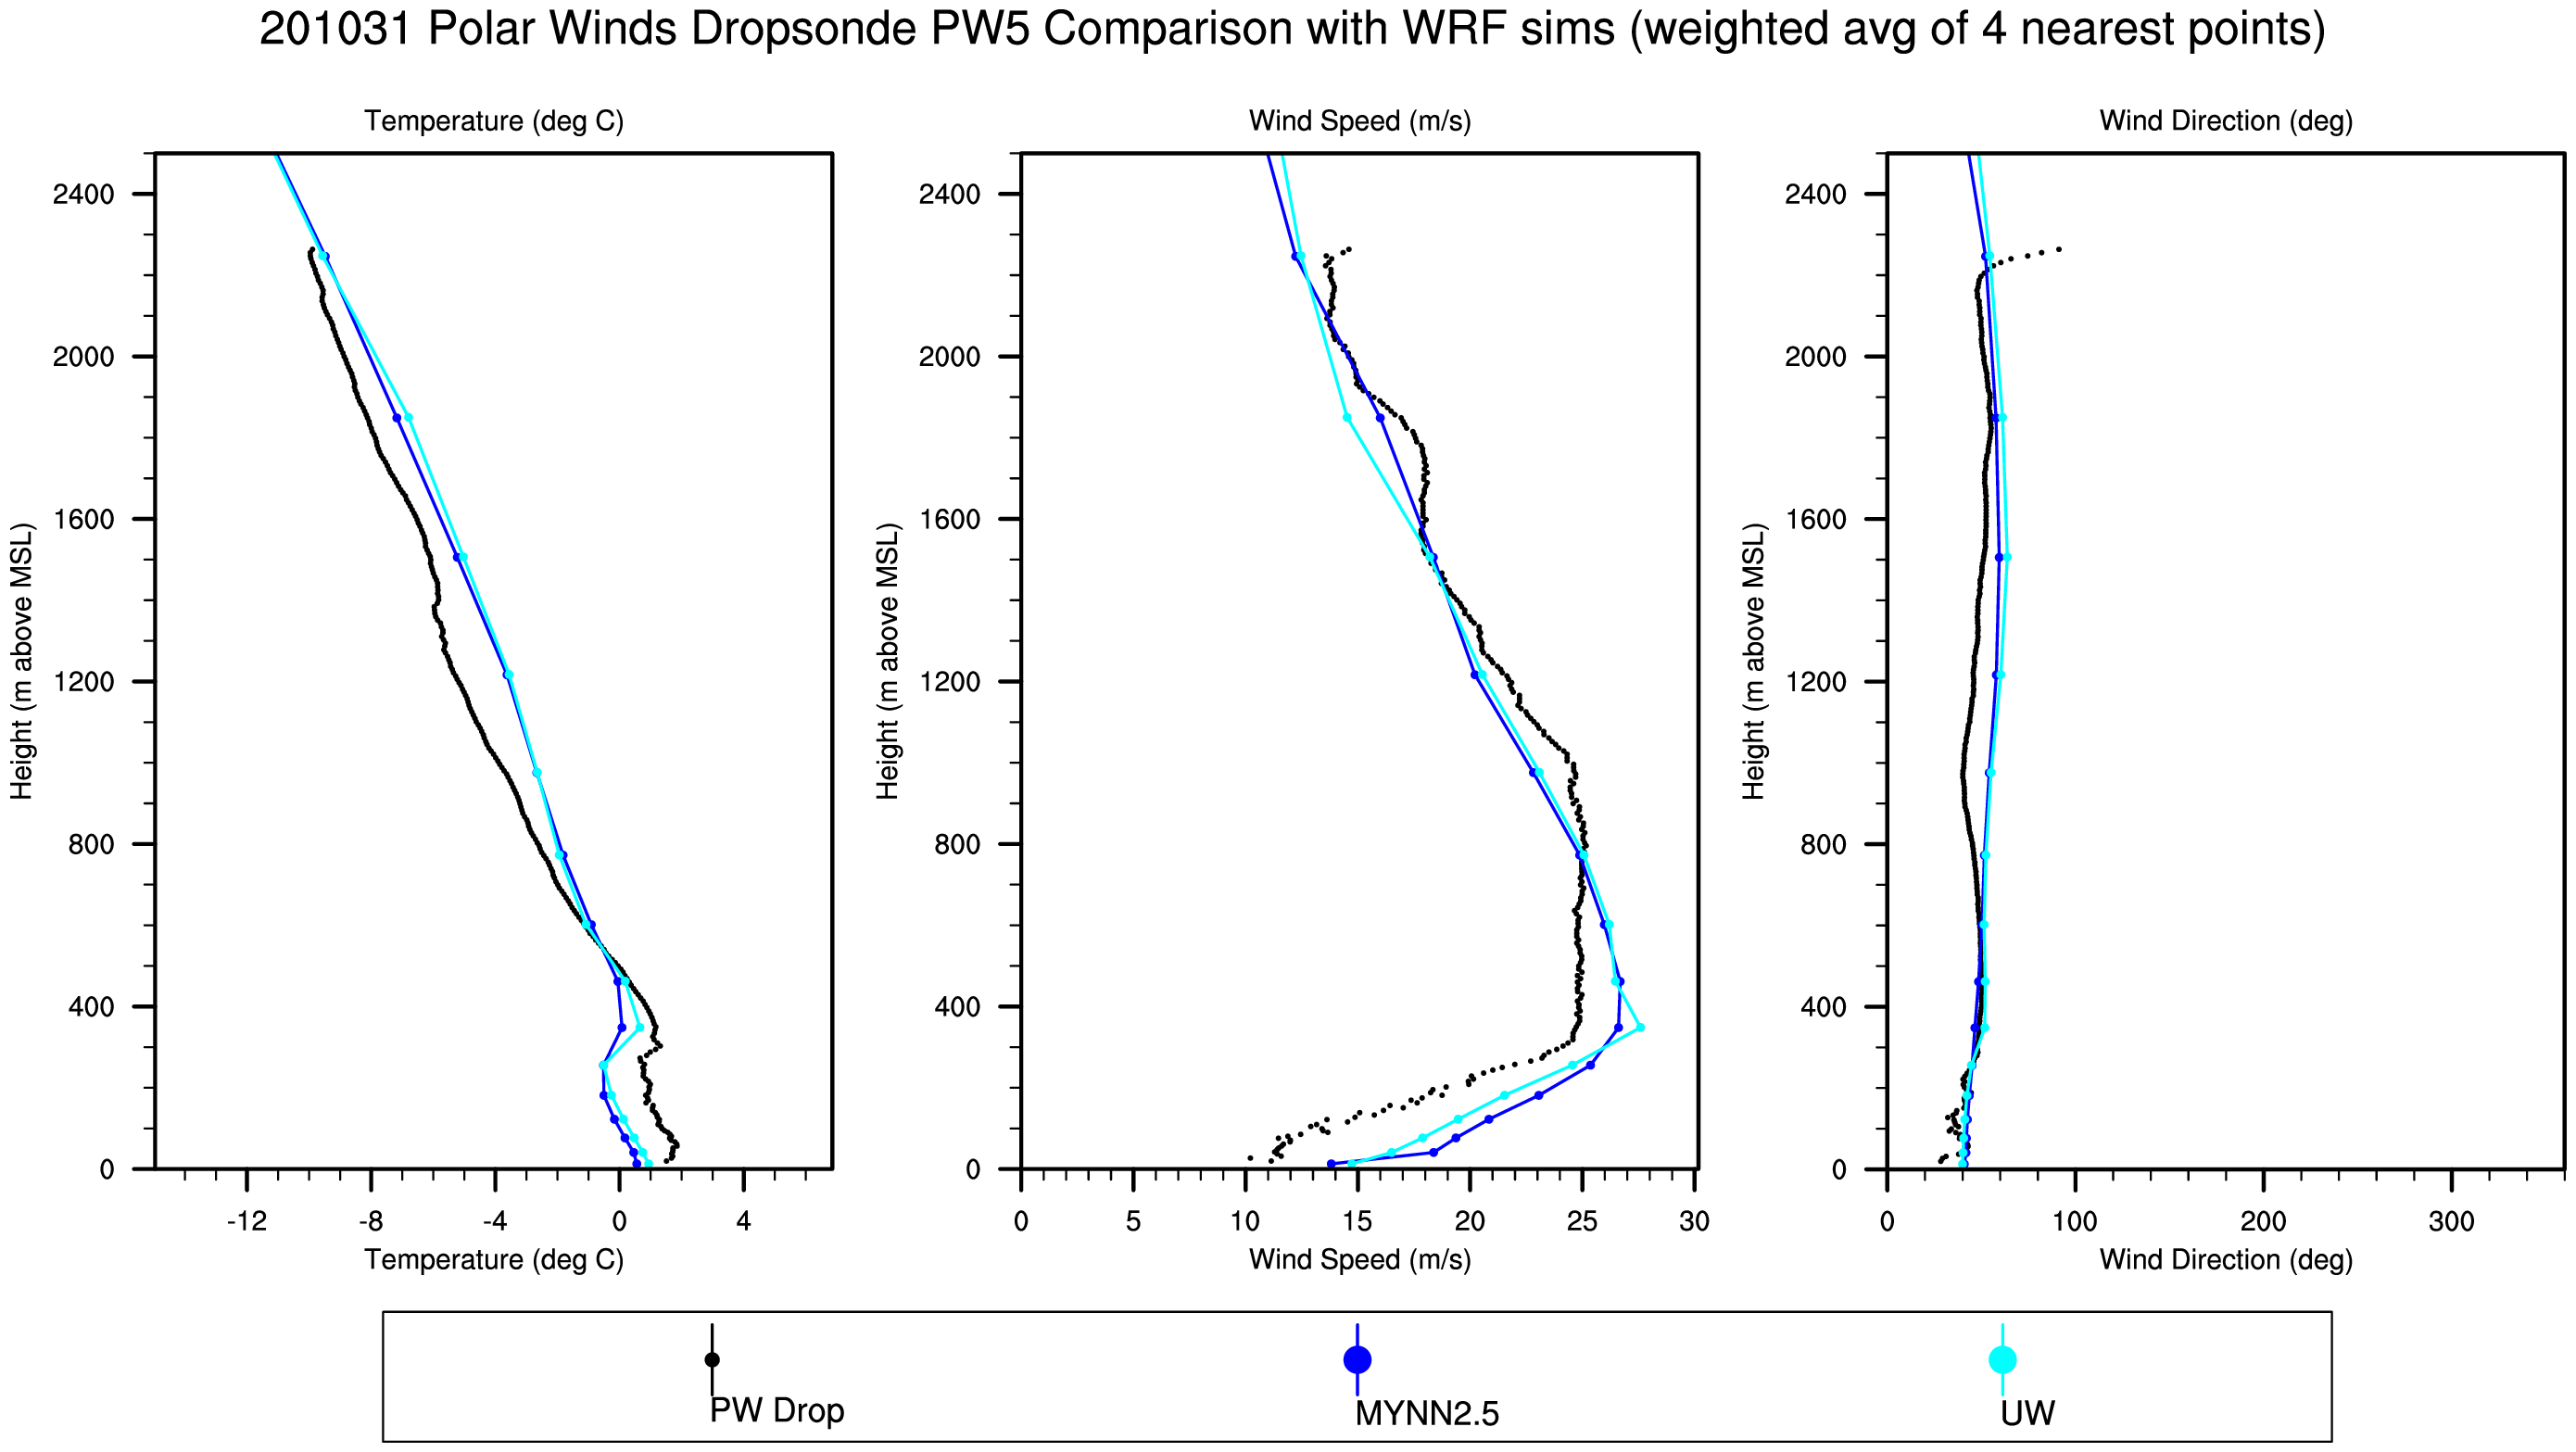 201031 Polar Winds Dropsonde PW5 Comparison with WRF sims (weighted avg of 4 nearest points)
Temperature (deg C)
Height (m above MSL)
2400
2000
1600
1200
800
400
0
-12 -8 -4 0 4
Temperature (deg C)
Wind Speed (m/s)
Height (m above MSL)
2400
2000
1600
1200
800
400
0
0 5 10 15 20 25 30
Wind Speed (m/s)
Wind Direction (deg)
Height (m above MSL)
2400
2000
1600
1200
800
400
0
0 100 200 300
Wind Direction (deg)
PW Drop
MYNN2.5
UW